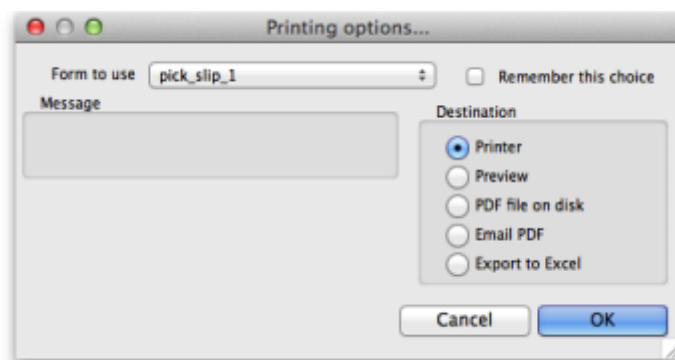 Printing options...
Form to use pick_slip_1 Remember this choice
Message
Destination
Printer
Preview
PDF file on disk
Email PDF
Export to Excel
Cancel OK